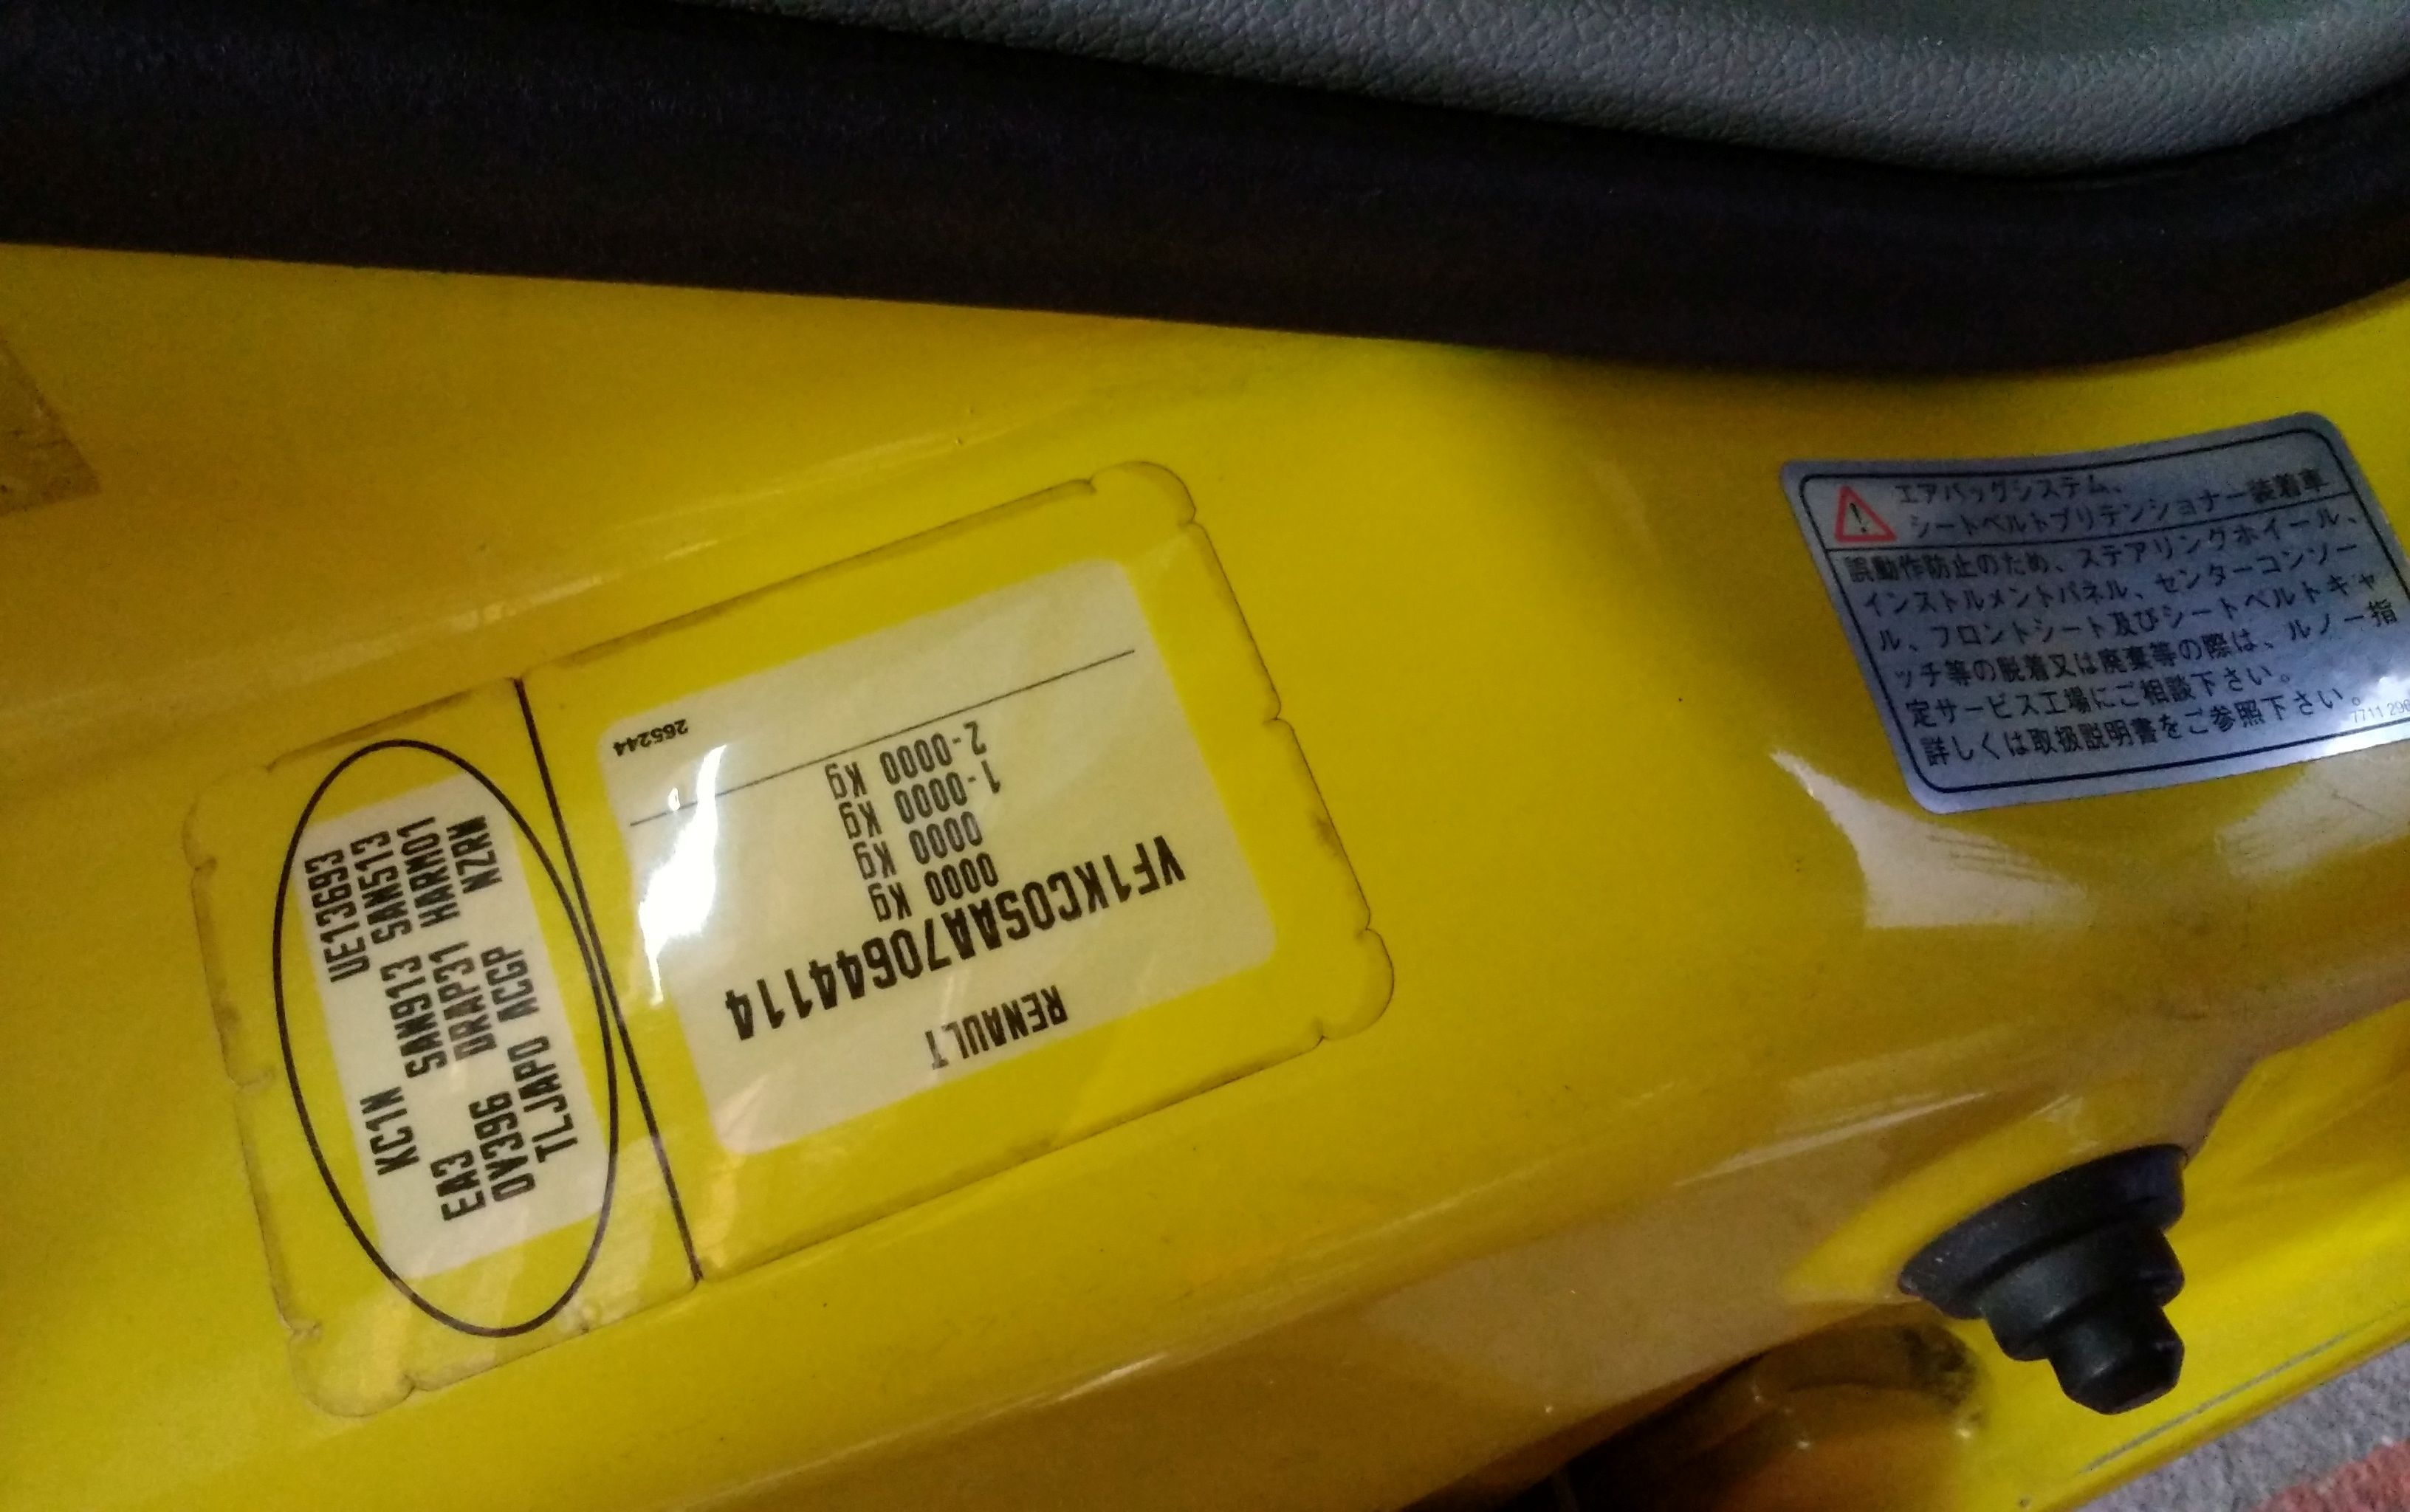 RENAULT
VF1KC0SAA70644114
0000 Kg
0000 Kg
1-0000 Kg
2-0000 Kg
265244
KC1N UE13693
EA3 SAN913 SAN513
OV396 DRAP31 HARM01
TLJAPO ACCP NZRN
エアバッグシステム、
シートベルトプリテンショナー装着車
誤動作防止のため、ステアリングホイール、
インストルメントパネル、センターコンソー
ル、フロントシート及びシートベルトキャ
ッチ等の脱着又は廃棄等の際は、ルノー指
定サービス工場にご相談下さい。
詳しくは取扱説明書をご参照下さい。
7711